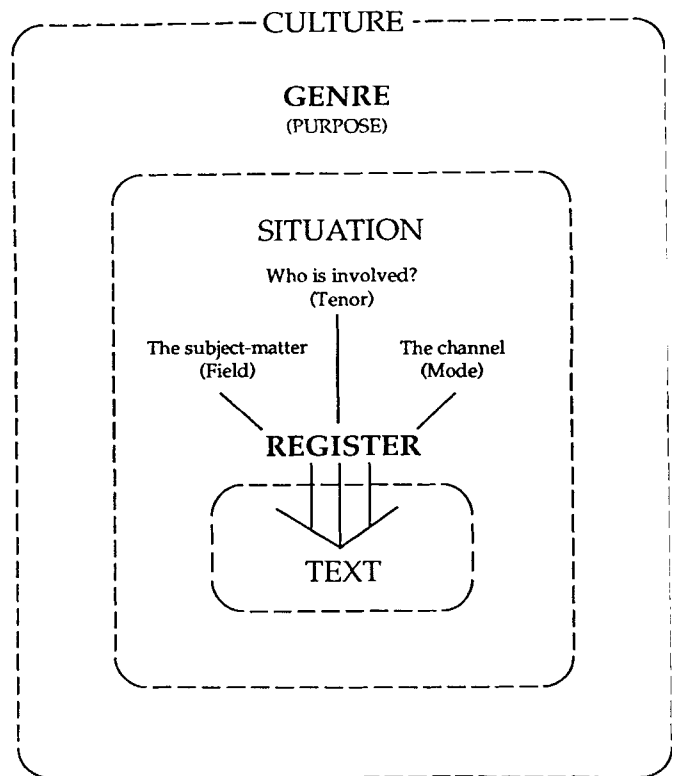 CULTURE
GENRE
(PURPOSE)
SITUATION
Who is involved?
(Tenor)
The subject-matter
(Field)
The channel
(Mode)
REGISTER
TEXT